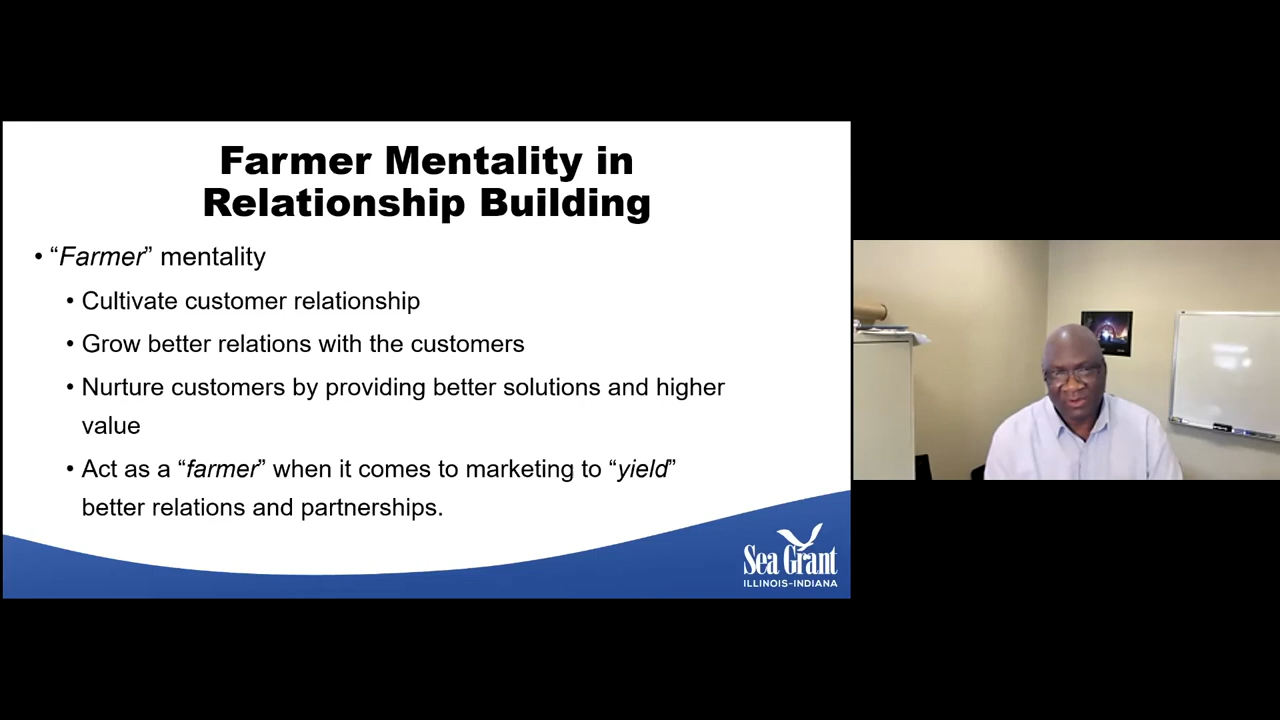 Farmer Mentality in
Relationship Building
• “Farmer” mentality
• Cultivate customer relationship
• Grow better relations with the customers
• Nurture customers by providing better solutions and higher
value
• Act as a “farmer” when it comes to marketing to “yield”
better relations and partnerships.
Sea Grant
ILLINOIS-INDIANA